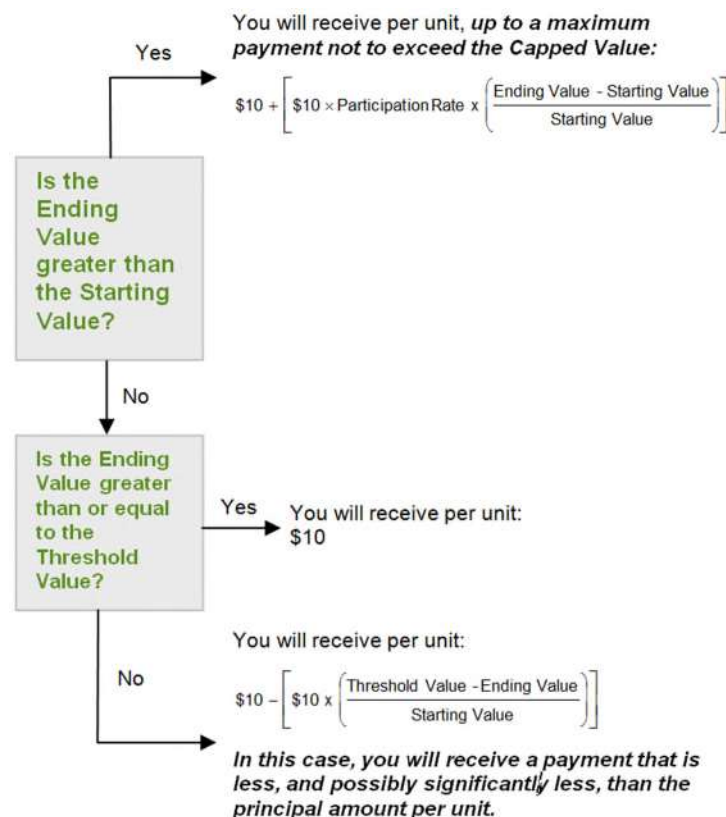 You will receive per unit, up to a maximum
payment not to exceed the Capped Value:
Yes
$10 + [ $10 × Participation Rate x ( Ending Value - Starting Value
Starting Value ) ]
Is the
Ending
Value
greater than
the Starting
Value?
No
Is the Ending
Value greater
than or equal
to the
Threshold
Value?
Yes
You will receive per unit:
$10
No
You will receive per unit:
$10 – [ $10 x ( Threshold Value - Ending Value
Starting Value ) ]
In this case, you will receive a payment that is
less, and possibly significantly less, than the
principal amount per unit.